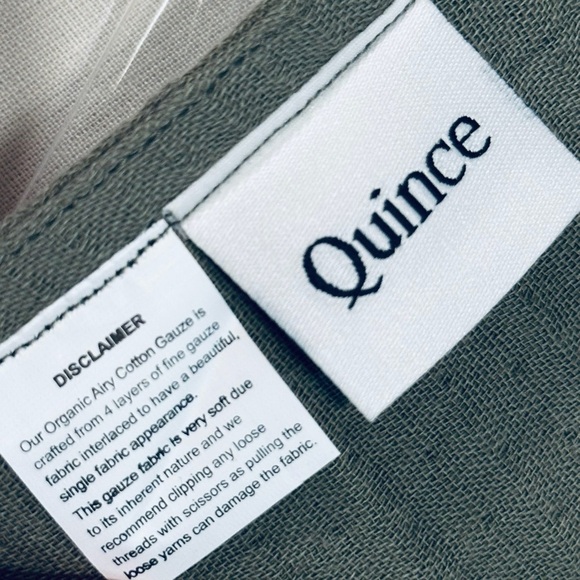 Quince
DISCLAIMER
Our Organic Airy Cotton Gauze is
crafted from 4 layers of fine gauze
fabric interlaced to have a beautiful,
single fabric appearance.
This gauze fabric is very soft due
to its inherent nature and we
recommend clipping any loose
threads with scissors as pulling the
loose yarns can damage the fabric.